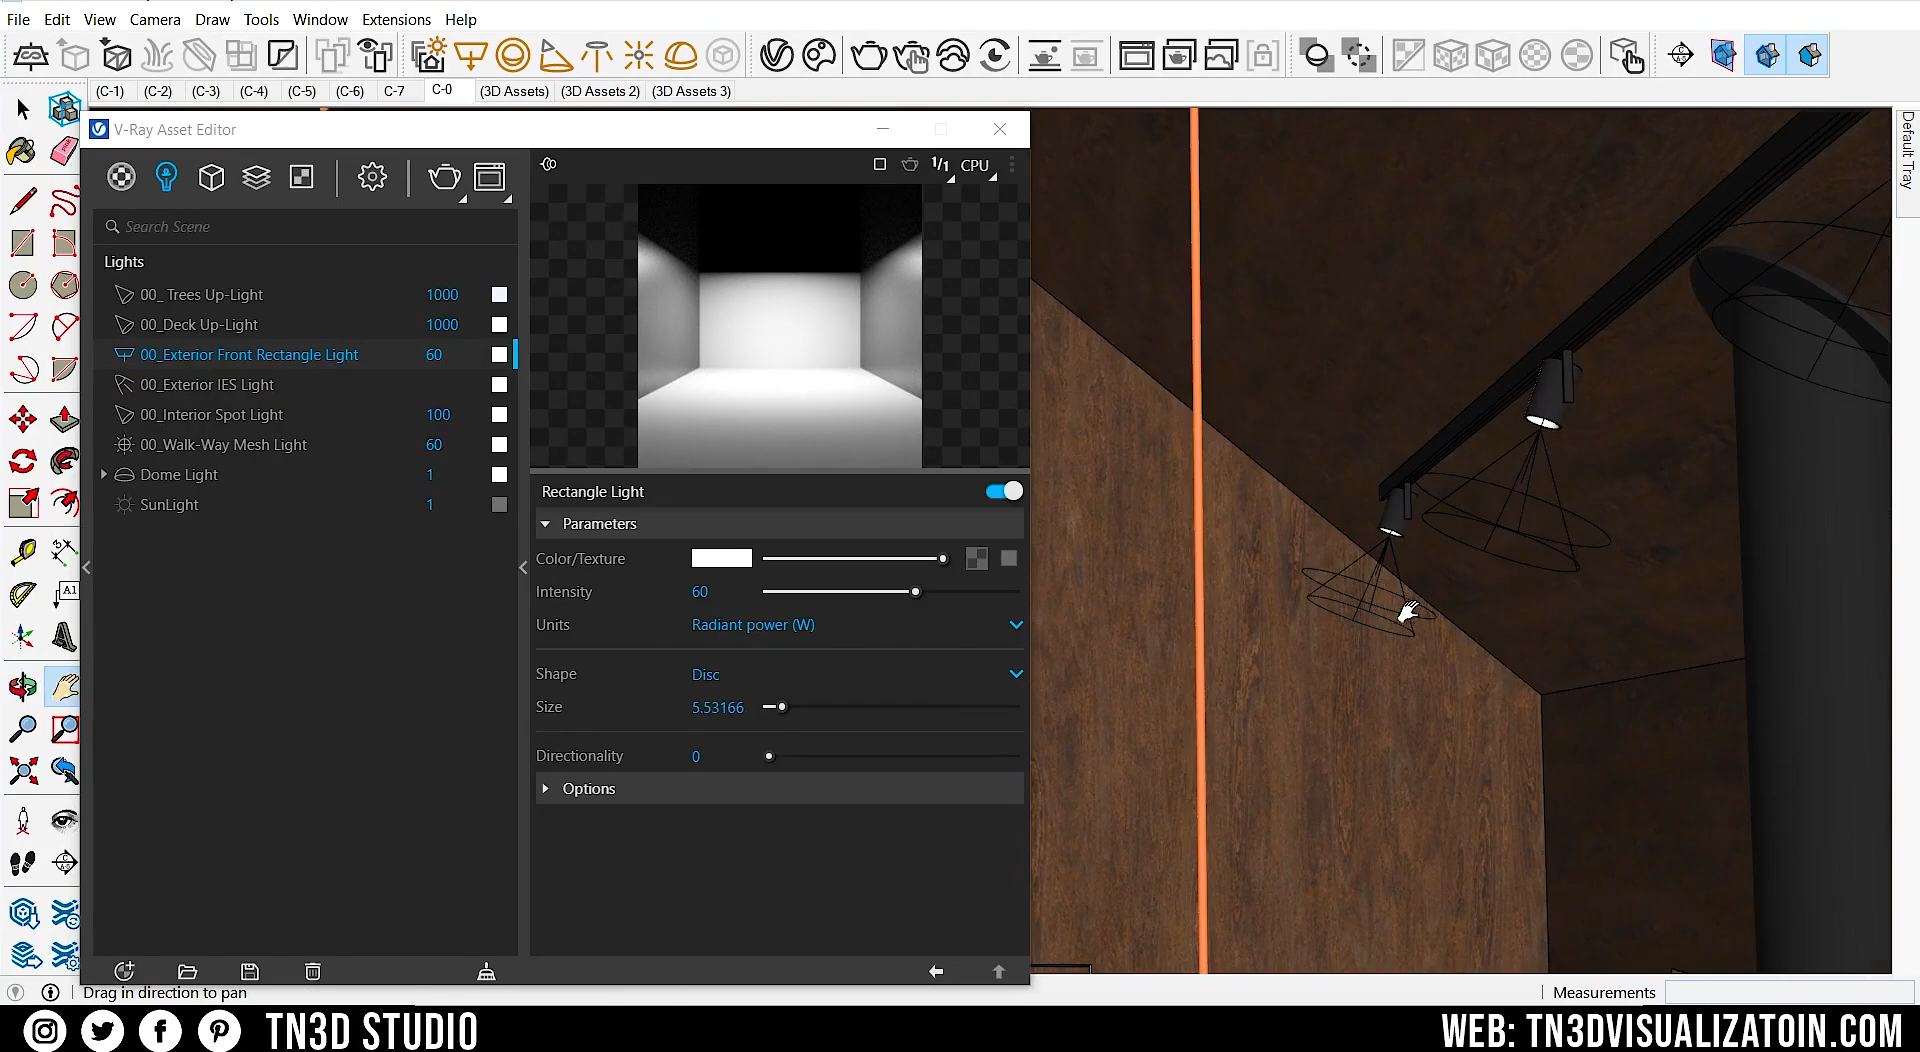 File Edit View Camera Draw Tools Window Extensions Help
(C-1) (C-2) (C-3) (C-4) (C-5) (C-6) C-7 C-0 (3D Assets) (3D Assets 2) (3D Assets 3)
V-Ray Asset Editor
Default Tray
1/1 CPU
Search Scene
Lights
00_ Trees Up-Light 1000
00_Deck Up-Light 1000
00_Exterior Front Rectangle Light 60
00_Exterior IES Light
00_Interior Spot Light 100
00_Walk-Way Mesh Light 60
Dome Light 1
SunLight 1
Rectangle Light
Parameters
Color/Texture
Intensity 60
Units Radiant power (W)
Shape Disc
Size 5.53166
Directionality 0
Options
A1
Drag in direction to pan
Measurements
TN3D STUDIO
WEB: TN3DVISUALIZATOIN.COM